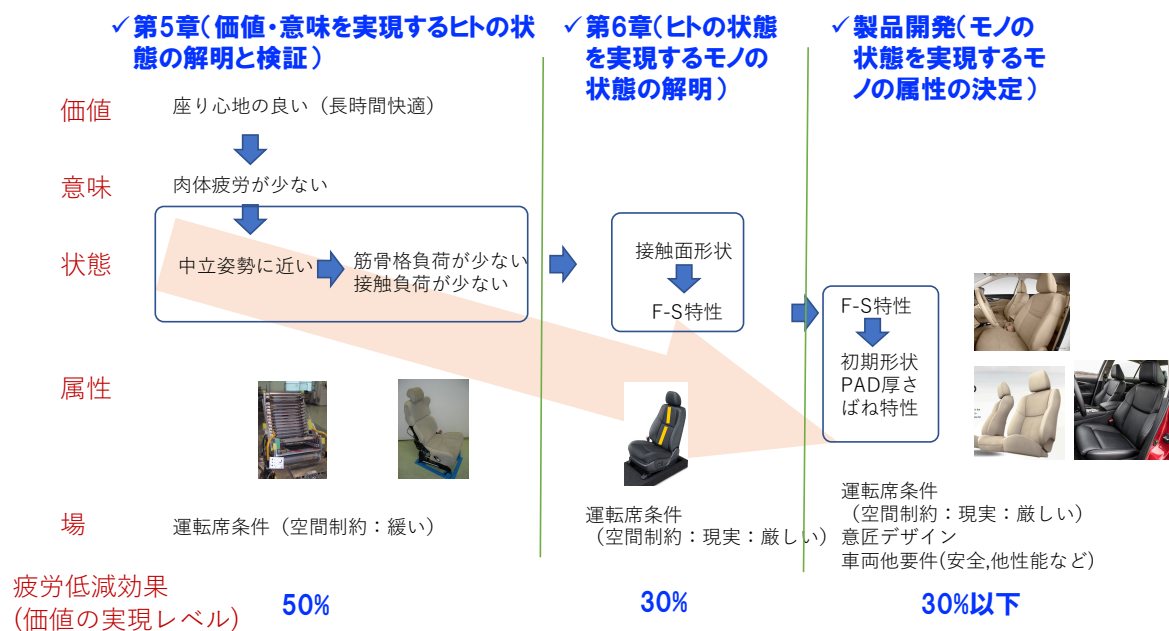 ✓ 第5章(価値・意味を実現するヒトの状
態の解明と検証)
✓ 第6章(ヒトの状態
を実現するモノの
状態の解明)
✓ 製品開発(モノの
状態を実現するモ
ノの属性の決定)
価値
座り心地の良い（長時間快適）
意味
肉体疲労が少ない
状態
中立姿勢に近い
筋骨格負荷が少ない
接触負荷が少ない
接触面形状
F-S特性
F-S特性
初期形状
PAD厚さ
ばね特性
属性
場
運転席条件（空間制約：緩い）
運転席条件
（空間制約：現実：厳しい）
運転席条件
（空間制約：現実：厳しい）
意匠デザイン
車両他要件(安全,他性能など)
疲労低減効果
(価値の実現レベル)
50%
30%
30%以下